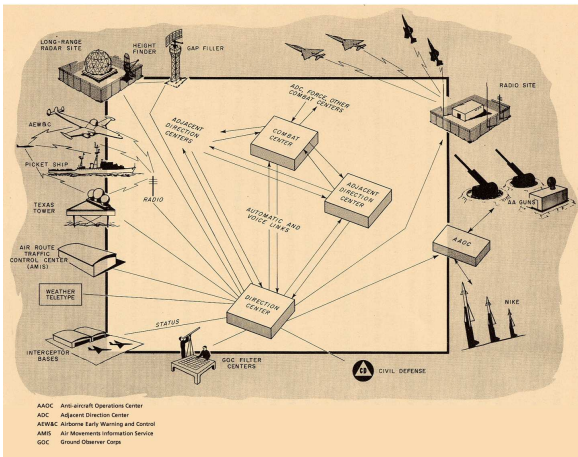 LONG-RANGE
RADAR SITE
HEIGHT
FINDER
GAP FILLER
AEW&C
PICKET SHIP
RADIO
TEXAS
TOWER
AIR ROUTE
TRAFFIC
CONTROL CENTER
(AMIS)
WEATHER
TELETYPE
STATUS
INTERCEPTOR
BASES
GOC FILTER
CENTERS
CD
CIVIL DEFENSE
ADJACENT
DIRECTION
CENTERS
ADC, FORCE, OTHER
COMBAT CENTERS
COMBAT
CENTER
ADJACENT
DIRECTION
CENTER
AUTOMATIC AND
VOICE LINKS
DIRECTION
CENTER
RADIO SITE
AA GUNS
AAOC
NIKE
AAOC Anti-aircraft Operations Center
ADC Adjacent Direction Center
AEW&C Airborne Early Warning and Control
AMIS Air Movements Information Service
GOC Ground Observer Corps